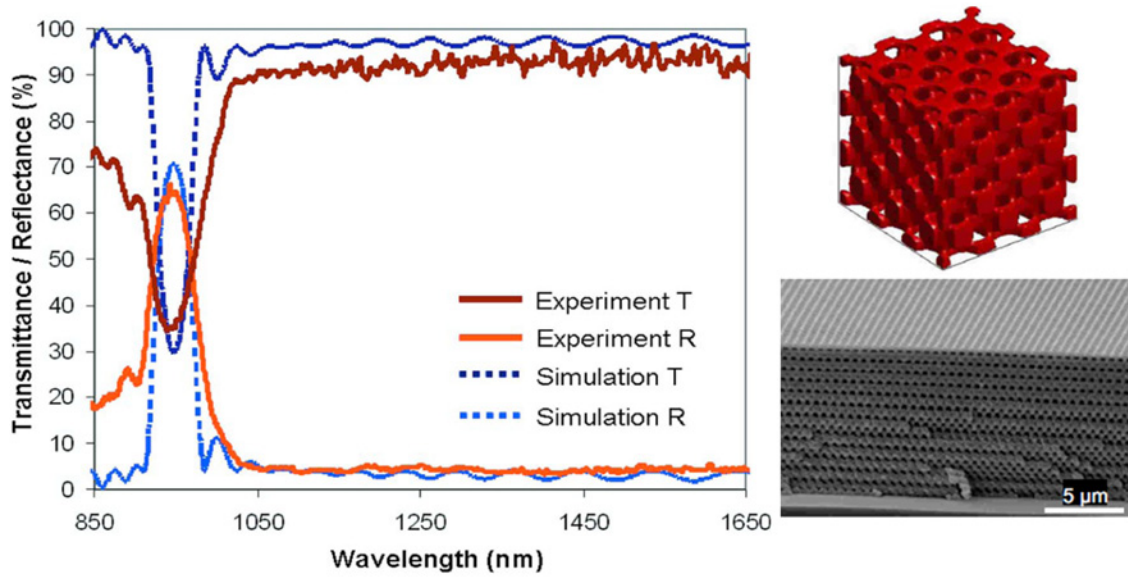 Transmittance / Reflectance (%)
100
90
80
70
60
50
40
30
20
10
0
850
1050
1250
1450
1650
Wavelength (nm)
Experiment T
Experiment R
Simulation T
Simulation R
5 µm